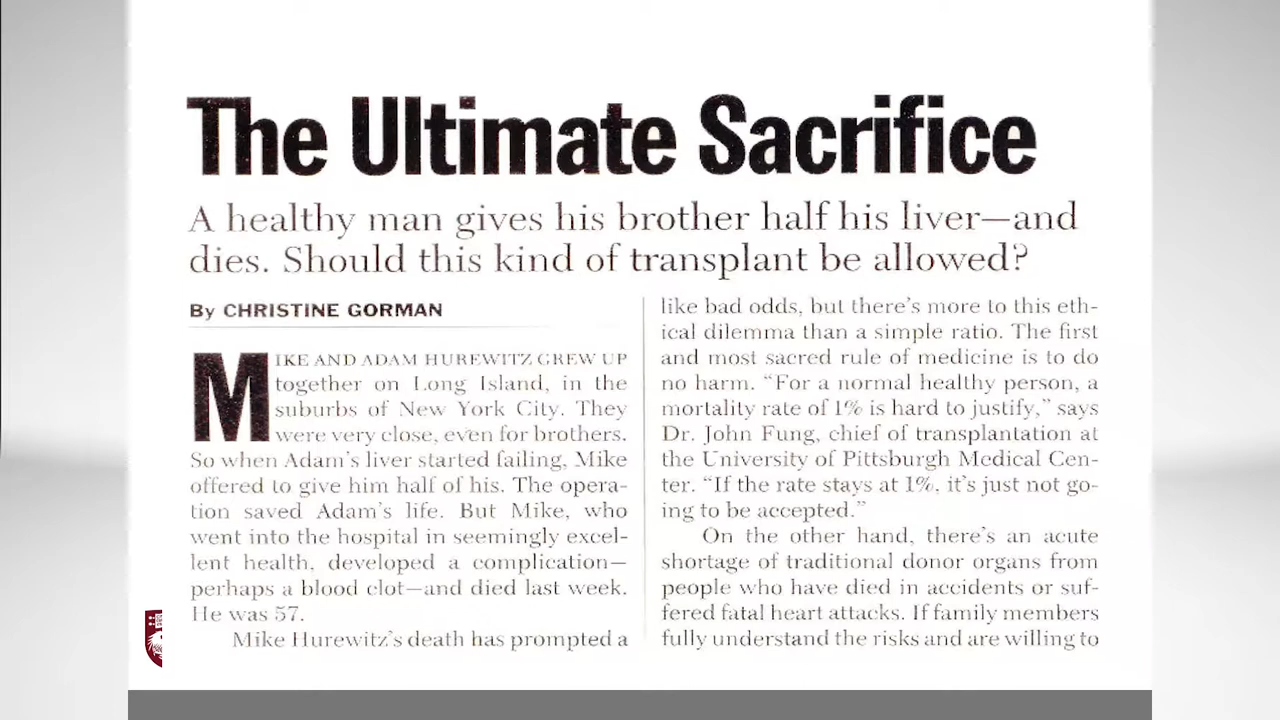 The Ultimate Sacrifice
A healthy man gives his brother half his liver—and
dies. Should this kind of transplant be allowed?
By CHRISTINE GORMAN
MIKE AND ADAM HUREWITZ GREW UP
together on Long Island, in the
suburbs of New York City. They
were very close, even for brothers.
So when Adam's liver started failing, Mike
offered to give him half of his. The opera-
tion saved Adam's life. But Mike, who
went into the hospital in seemingly excel-
lent health, developed a complication—
perhaps a blood clot—and died last week.
He was 57.
Mike Hurewitz's death has prompted a
like bad odds, but there's more to this eth-
ical dilemma than a simple ratio. The first
and most sacred rule of medicine is to do
no harm. "For a normal healthy person, a
mortality rate of 1% is hard to justify," says
Dr. John Fung, chief of transplantation at
the University of Pittsburgh Medical Cen-
ter. "If the rate stays at 1%, it's just not go-
ing to be accepted."
On the other hand, there's an acute
shortage of traditional donor organs from
people who have died in accidents or suf-
fered fatal heart attacks. If family members
fully understand the risks and are willing to